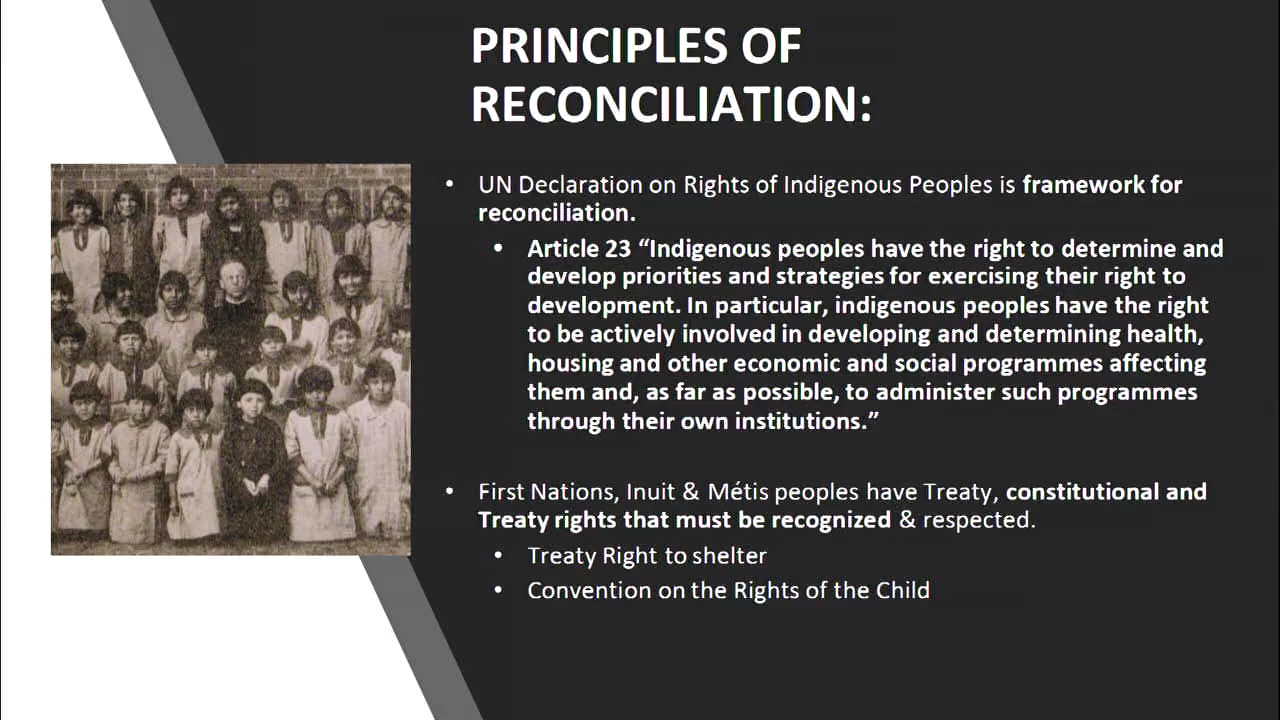 PRINCIPLES OF
RECONCILIATION:
• UN Declaration on Rights of Indigenous Peoples is framework for
reconciliation.
• Article 23 “Indigenous peoples have the right to determine and
develop priorities and strategies for exercising their right to
development. In particular, indigenous peoples have the right
to be actively involved in developing and determining health,
housing and other economic and social programmes affecting
them and, as far as possible, to administer such programmes
through their own institutions.”
• First Nations, Inuit & Métis peoples have Treaty, constitutional and
Treaty rights that must be recognized & respected.
• Treaty Right to shelter
• Convention on the Rights of the Child